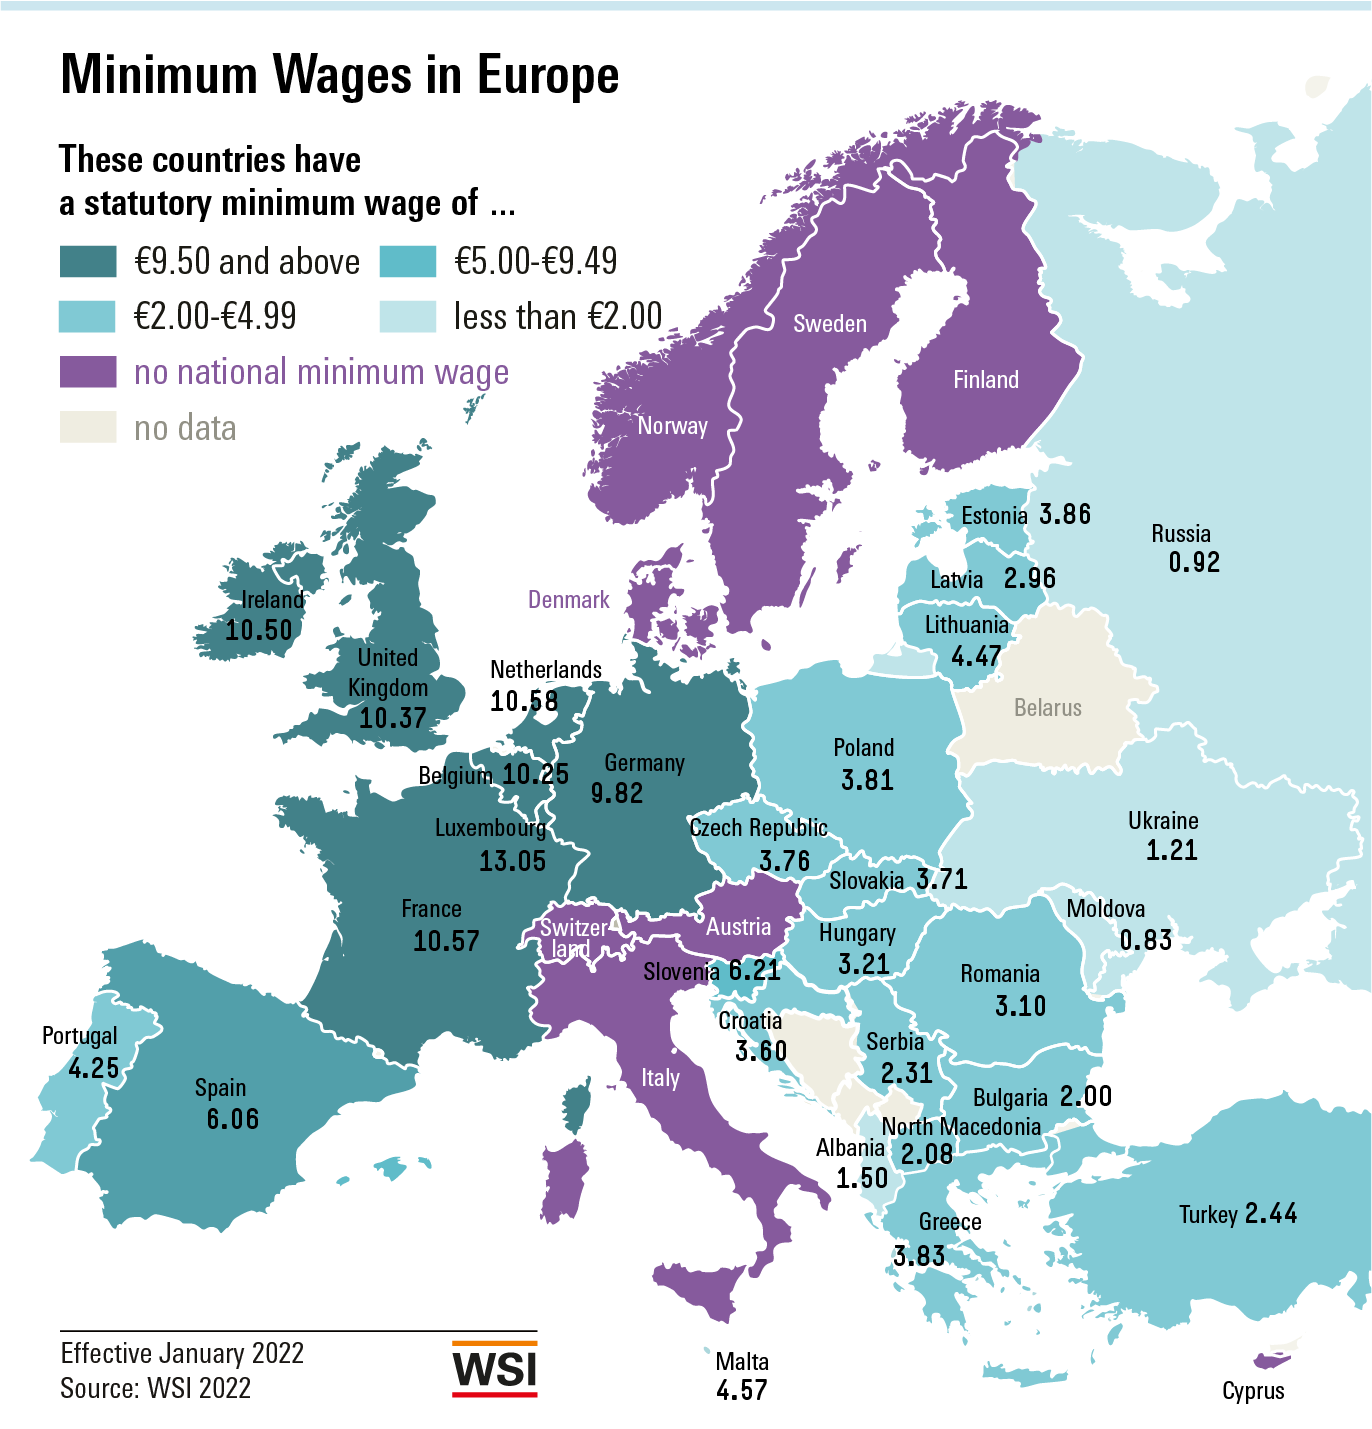 Minimum Wages in Europe
These countries have
a statutory minimum wage of ...
€9.50 and above
€5.00-€9.49
€2.00-€4.99
less than €2.00
no national minimum wage
no data
Sweden
Finland
Norway
Estonia 3.86
Russia
0.92
Latvia 2.96
Denmark
Ireland
10.50
Lithuania
4.47
United
Kingdom
10.37
Netherlands
10.58
Belarus
Poland
3.81
Germany
9.82
Belgium 10.25
Ukraine
1.21
Luxembourg
13.05
Czech Republic
3.76
Slovakia 3.71
France
10.57
Moldova
0.83
Switzer-
land
Austria
Hungary
3.21
Slovenia 6.21
Romania
3.10
Croatia
3.60
Portugal
4.25
Serbia
2.31
Spain
6.06
Italy
Bulgaria 2.00
North Macedonia
2.08
Albania
1.50
Turkey 2.44
Greece
3.83
Effective January 2022
Source: WSI 2022
WSI
Malta
4.57
Cyprus